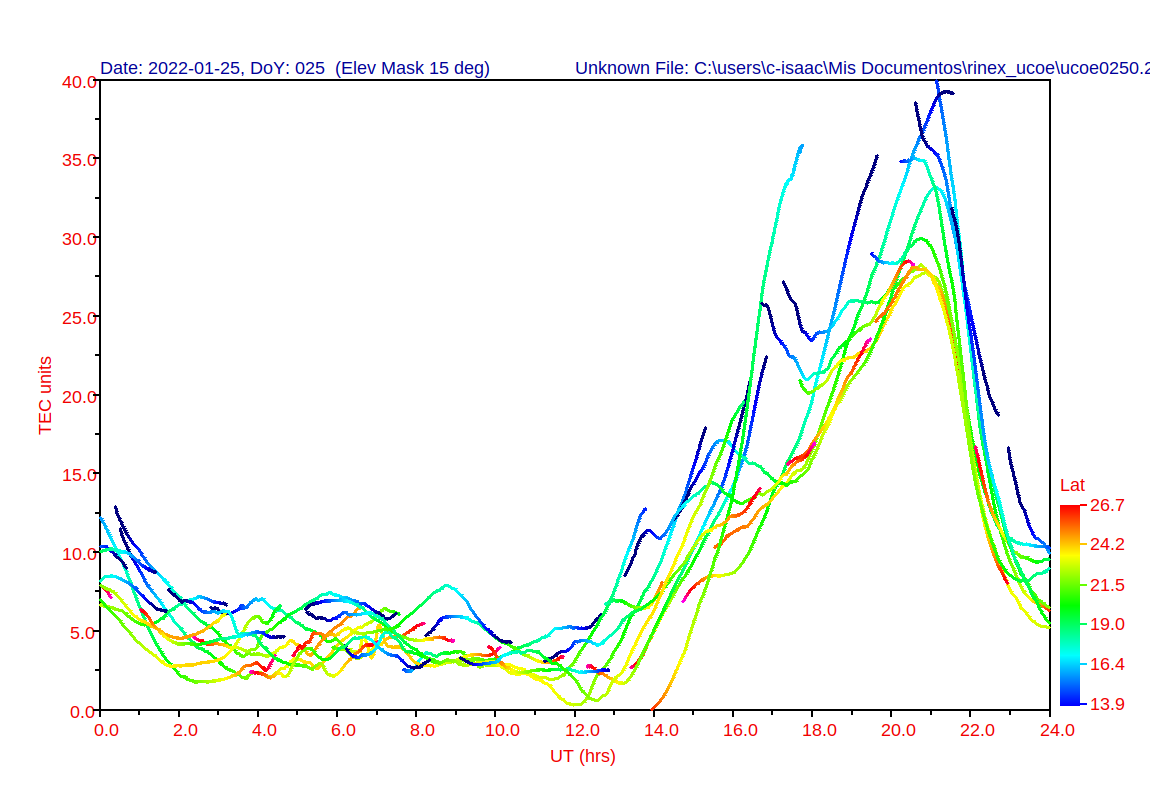 Date: 2022-01-25, DoY: 025  (Elev Mask 15 deg)
Unknown File: C:\users\c-isaac\Mis Documentos\rinex_ucoe\ucoe0250.2
40.0
35.0
30.0
25.0
20.0
15.0
10.0
5.0
0.0
TEC units
0.0 2.0 4.0 6.0 8.0 10.0 12.0 14.0 16.0 18.0 20.0 22.0 24.0
UT (hrs)
Lat
26.7
24.2
21.5
19.0
16.4
13.9